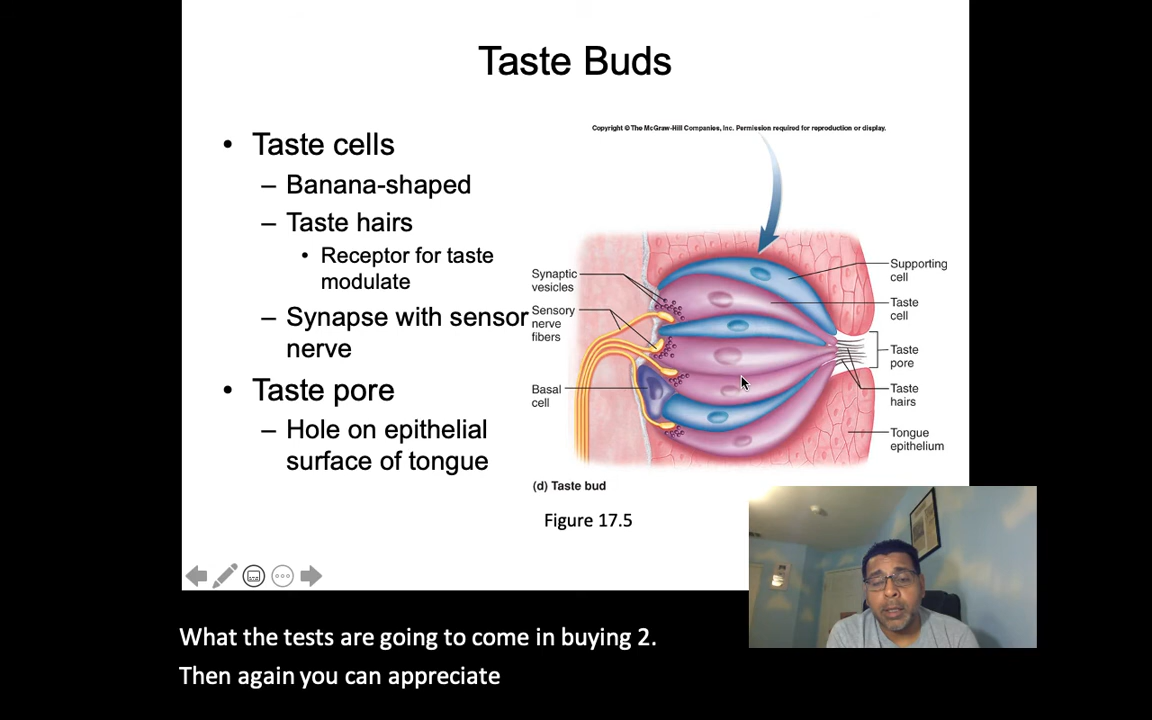 Taste Buds
• Taste cells
– Banana-shaped
– Taste hairs
• Receptor for taste
modulate
– Synapse with sensor
nerve
• Taste pore
– Hole on epithelial
surface of tongue
Copyright © The McGraw-Hill Companies, Inc. Permission required for reproduction or display.
Synaptic
vesicles
Sensory
nerve
fibers
Basal
cell
Supporting
cell
Taste
cell
Taste
pore
Taste
hairs
Tongue
epithelium
(d) Taste bud
Figure 17.5
What the tests are going to come in buying 2.
Then again you can appreciate